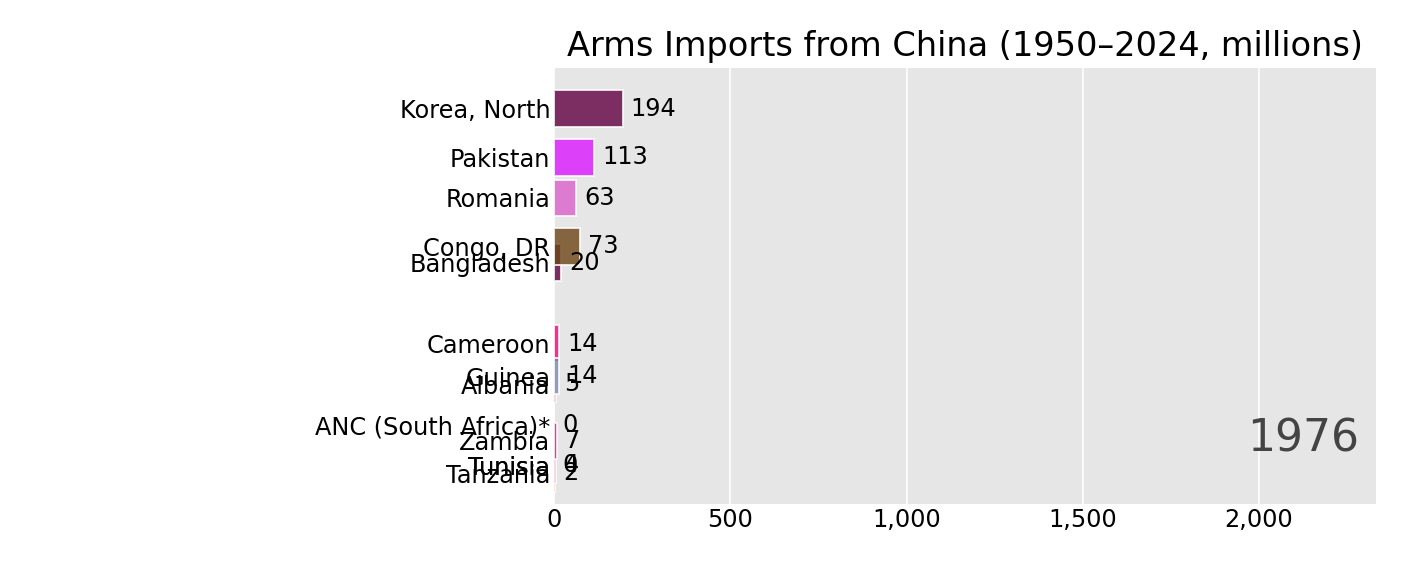 Arms Imports from China (1950–2024, millions)
Korea, North 194
Pakistan 113
Romania 63
Congo, DR 73
Bangladesh 20
Cameroon 14
Guinea 14
Albania 5
ANC (South Africa)* 0
Zambia 7
Tunisia
Tanzania 2
1976
0 500 1,000 1,500 2,000